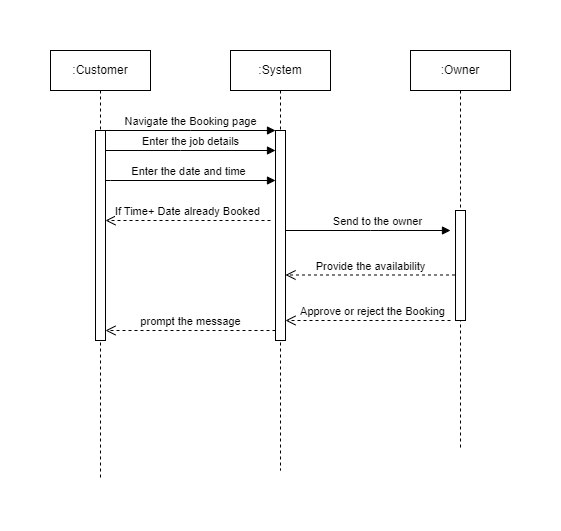 :Customer
:System
:Owner
Navigate the Booking page
Enter the job details
Enter the date and time
If Time+ Date already Booked
Send to the owner
Provide the availability
Approve or reject the Booking
prompt the message